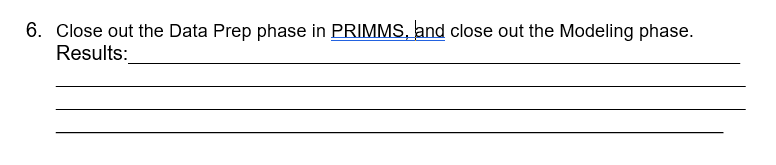 6. Close out the Data Prep phase in PRIMMS, and close out the Modeling phase.
Results: